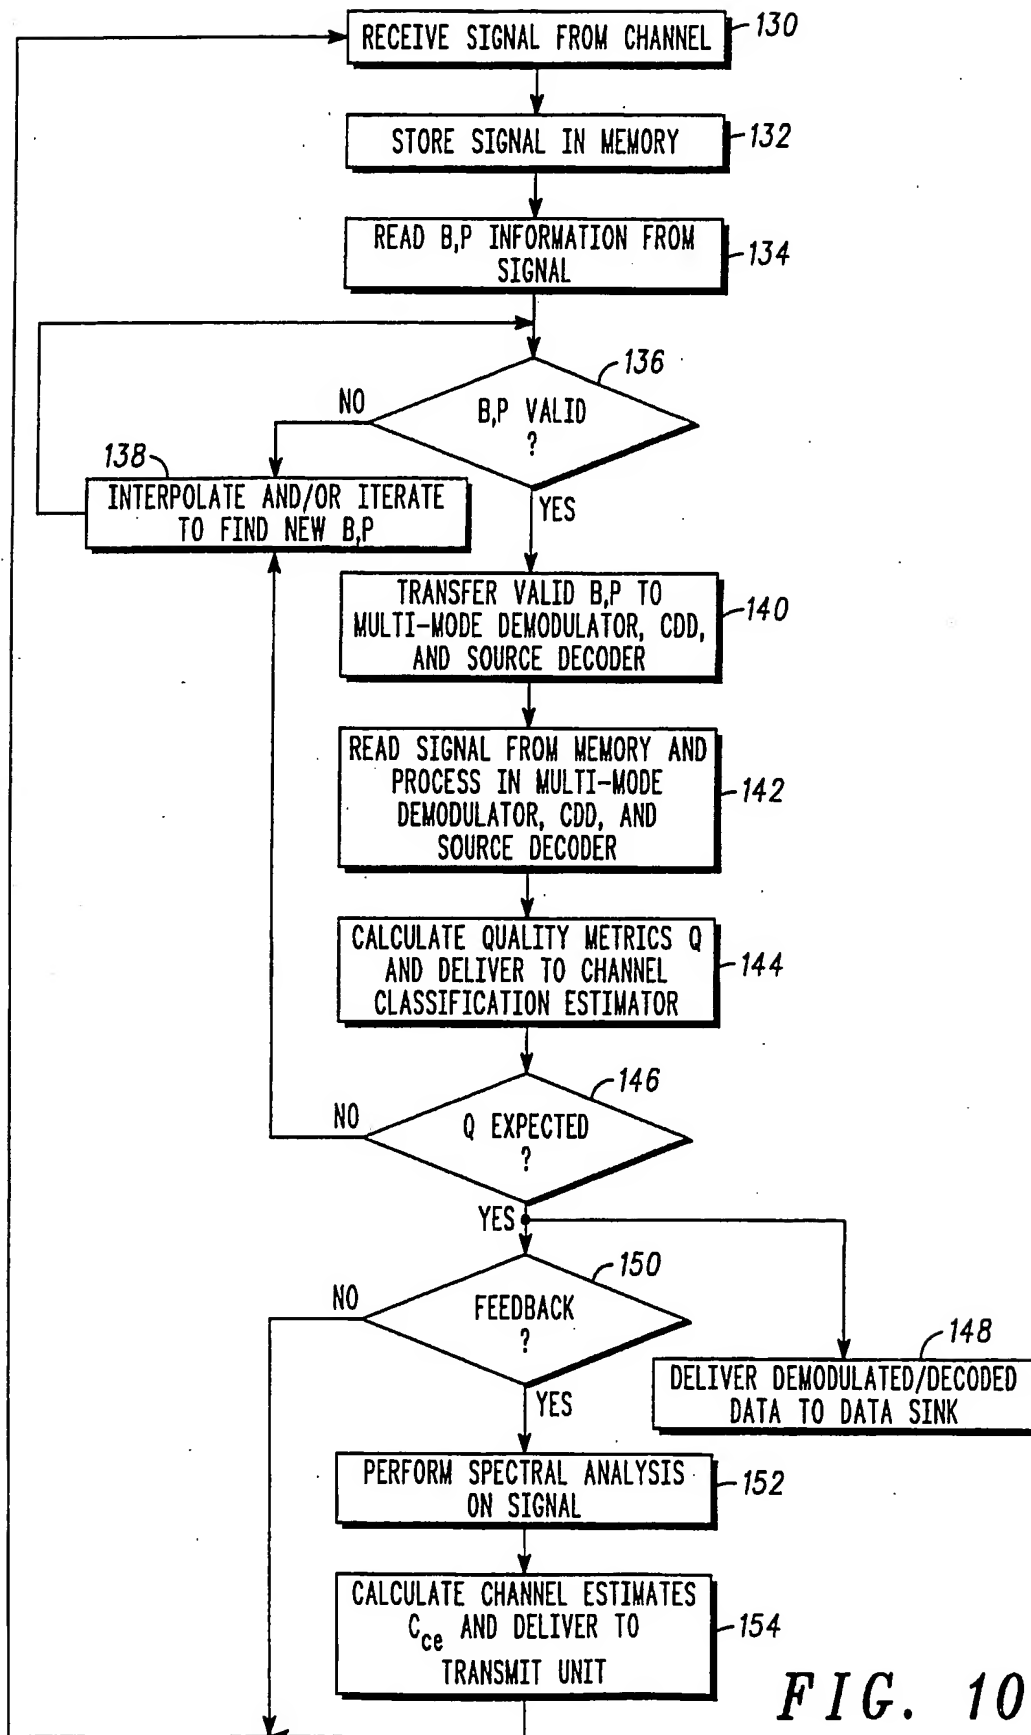 RECEIVE SIGNAL FROM CHANNEL
130
STORE SIGNAL IN MEMORY
132
READ B,P INFORMATION FROM
SIGNAL
134
136
NO
B,P VALID
?
138
INTERPOLATE AND/OR ITERATE
TO FIND NEW B,P
YES
TRANSFER VALID B,P TO
MULTI-MODE DEMODULATOR, CDD,
AND SOURCE DECODER
140
READ SIGNAL FROM MEMORY AND
PROCESS IN MULTI-MODE
DEMODULATOR, CDD, AND
SOURCE DECODER
142
CALCULATE QUALITY METRICS Q
AND DELIVER TO CHANNEL
CLASSIFICATION ESTIMATOR
144
146
NO
Q EXPECTED
?
YES
150
NO
FEEDBACK
?
148
DELIVER DEMODULATED/DECODED
DATA TO DATA SINK
YES
PERFORM SPECTRAL ANALYSIS
ON SIGNAL
152
CALCULATE CHANNEL ESTIMATES
Cce AND DELIVER TO
TRANSMIT UNIT
154
FIG. 10